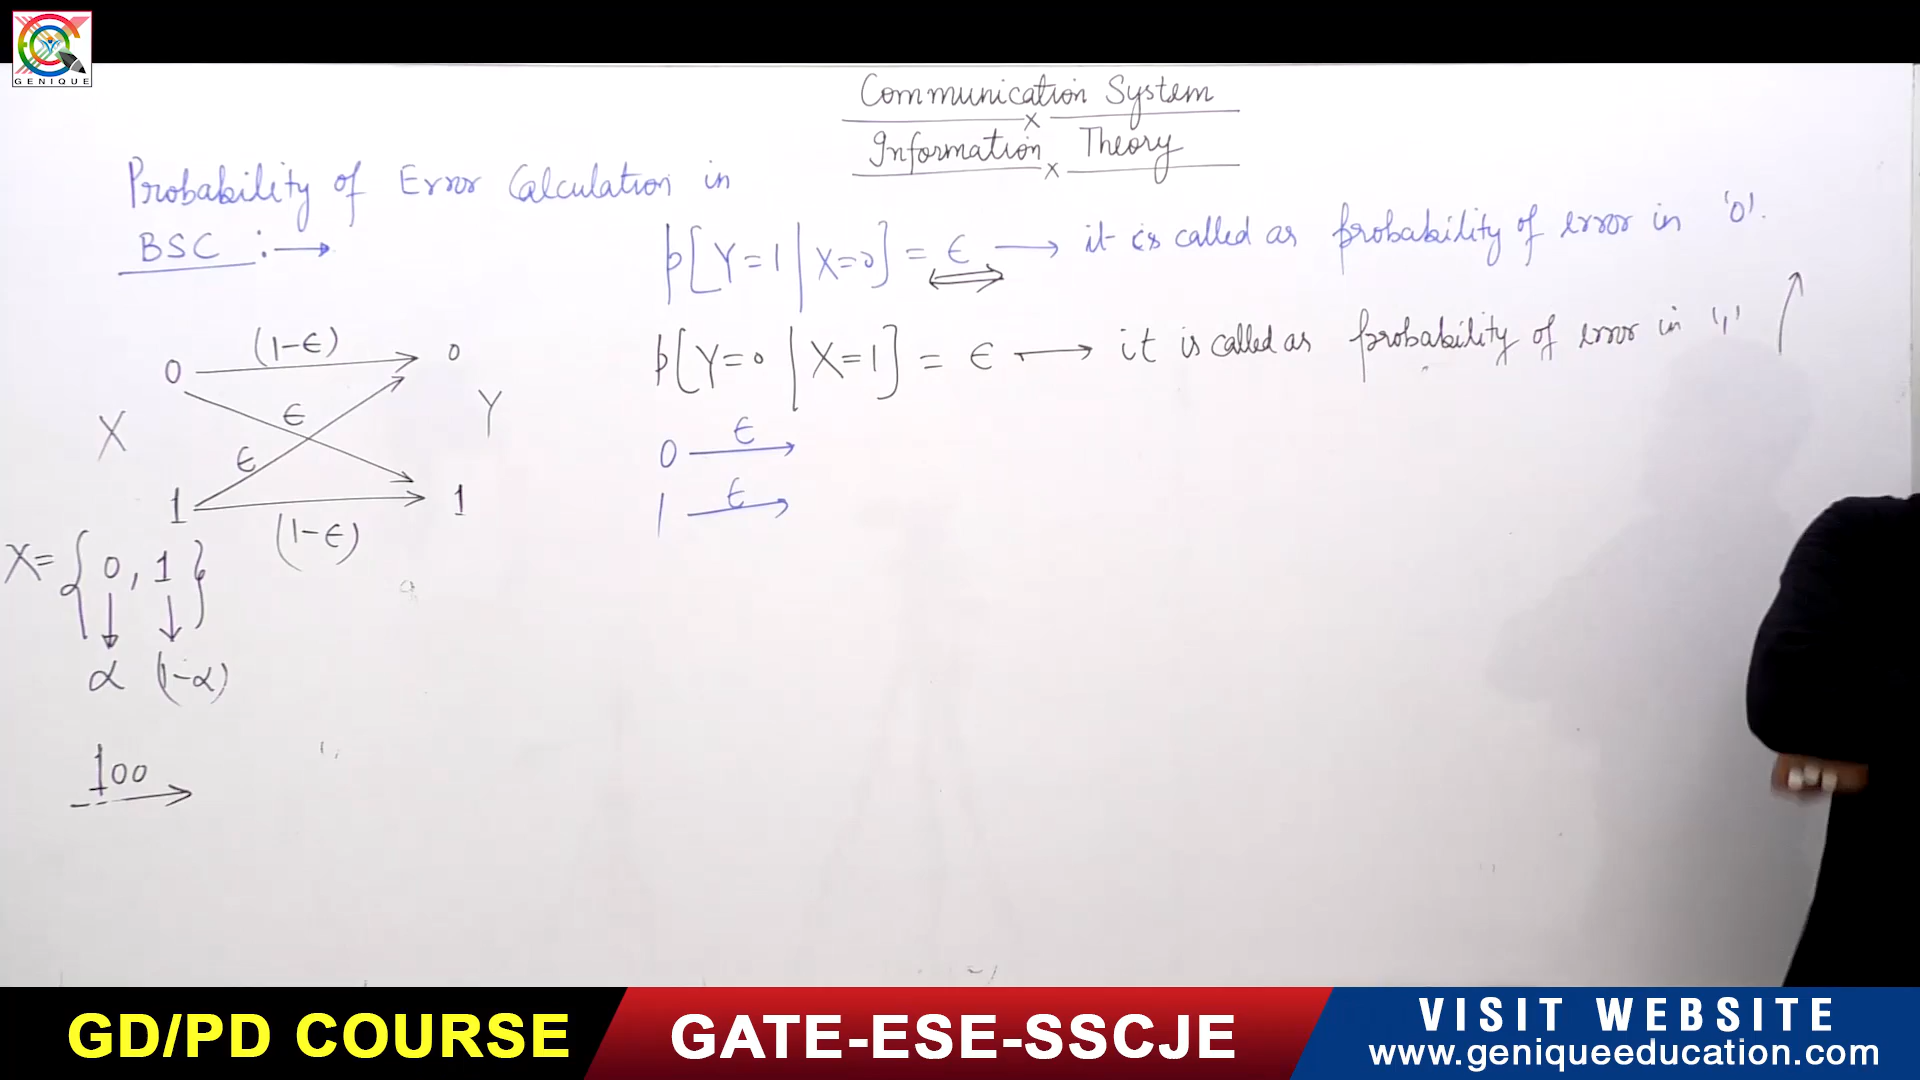 GENIQUE
Communication System
Information Theory
Probability of Error Calculation in
BSC :→
p[Y=1 | X=0] = ϵ → it is called as probability of error in '0'.
p[Y=0 | X=1] = ϵ → it is called as probability of error in '1'
0 (1-ϵ) 0
X ϵ Y
ϵ
1 (1-ϵ) 1
0 ϵ →
1 ϵ →
X= {0, 1}
α (1-α)
100
GD/PD COURSE
GATE-ESE-SSCJE
VISIT WEBSITE
www.geniqueeducation.com